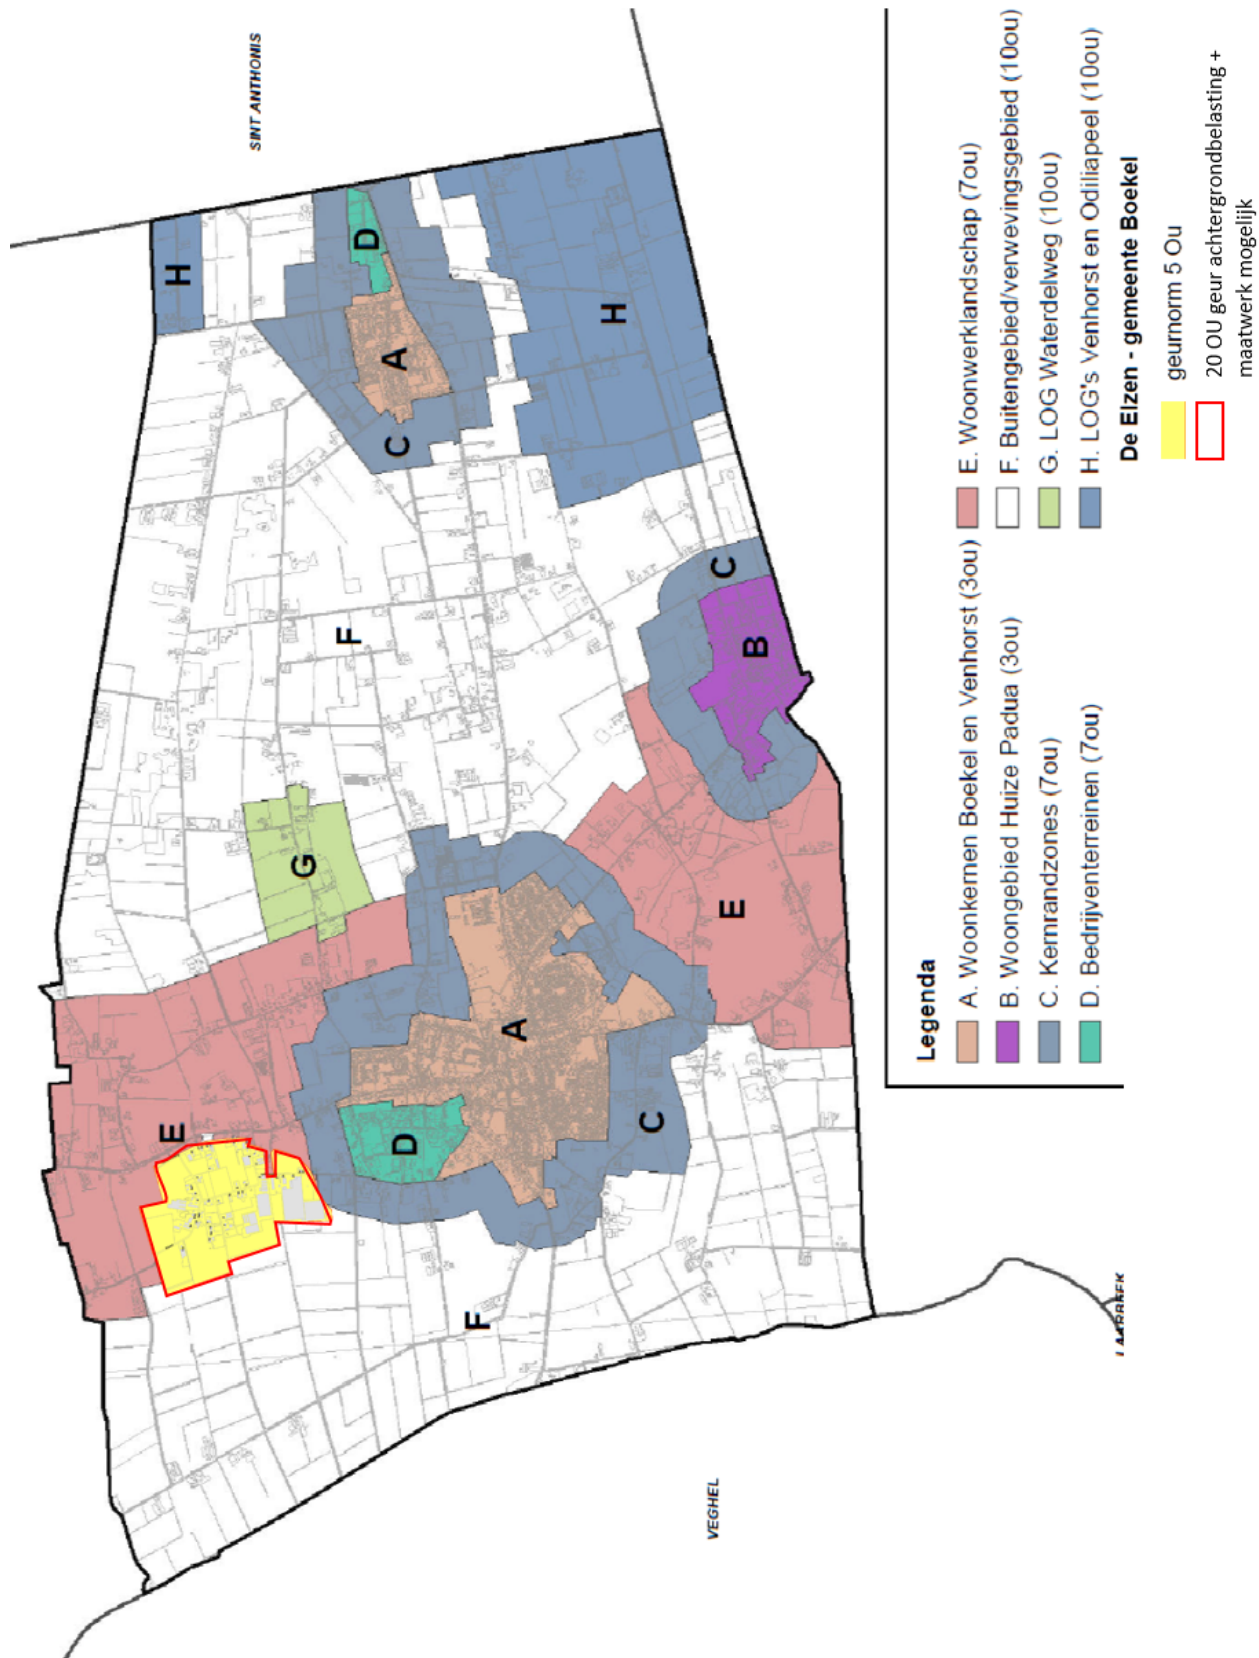 SINT ANTHONIS
H
D
A
C
H
F
C
B
G
E
E
A
D
C
F
VEGHEL
Legenda
A. Woonkernen Boekel en Venhorst (3ou)
B. Woongebied Huize Padua (3ou)
C. Kernrandzones (7ou)
D. Bedrijventerreinen (7ou)
E. Woonwerklandschap (7ou)
F. Buitengebied/verwevingsgebied (10ou)
G. LOG Waterdelweg (10ou)
H. LOG's Venhorst en Odiliapeel (10ou)
De Elzen - gemeente Boekel
geurnorm 5 Ou
20 OU geur achtergrondbelasting +
maatwerk mogelijk